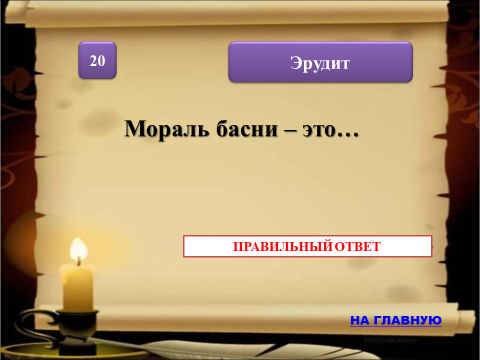 20
Эрудит
Мораль басни – это…
ПРАВИЛЬНЫЙ ОТВЕТ
НА ГЛАВНУЮ